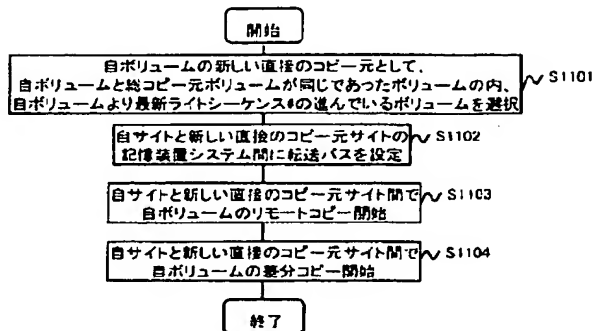 開始
自ボリュームの新しい直接のコピー元として、
自ボリュームと総コピー元ボリュームが同じであったボリュームの内、
自ボリュームより最新ライトシーケンス#の進んでいるボリュームを選択
S1101
自サイトと新しい直接のコピー元サイトの
記憶装置システム間に転送パスを設定
S1102
自サイトと新しい直接のコピー元サイト間で
自ボリュームのリモートコピー開始
S1103
自サイトと新しい直接のコピー元サイト間で
自ボリュームの差分コピー開始
S1104
終了